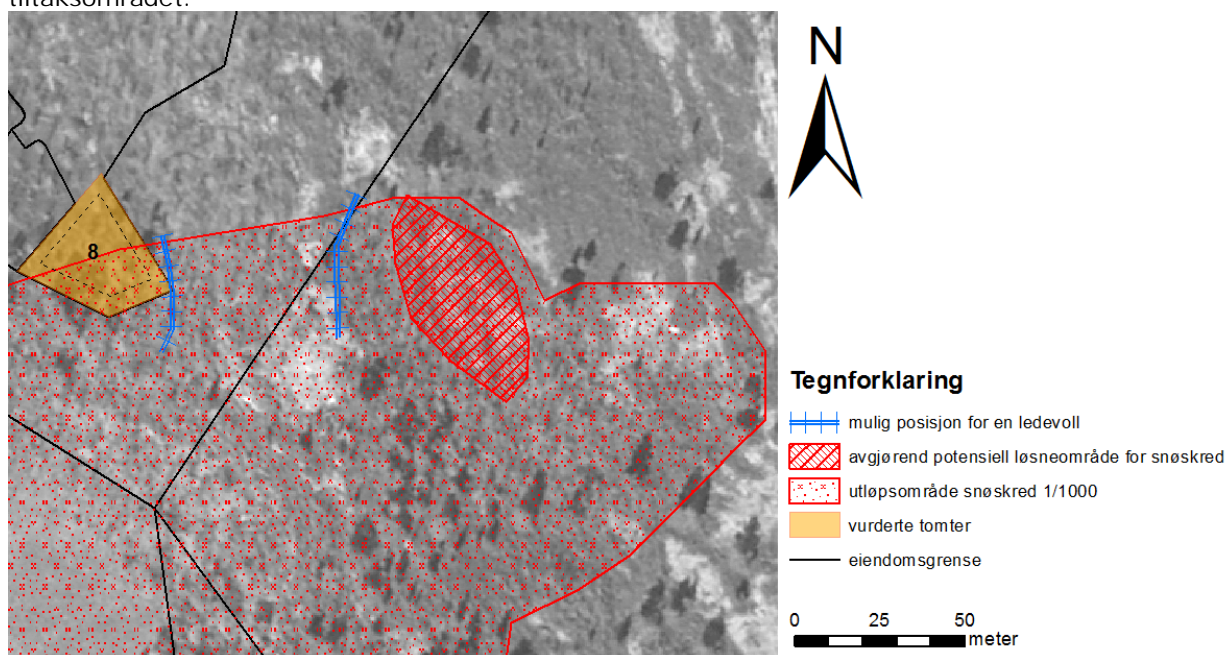 tiltaksområdet.
N
8
Tegnforklaring
mulig posisjon for en ledevoll
avgjørend potensiell løsneområde for snøskred
utløpsområde snøskred 1/1000
vurderte tomter
eiendomsgrense
0 25 50
meter